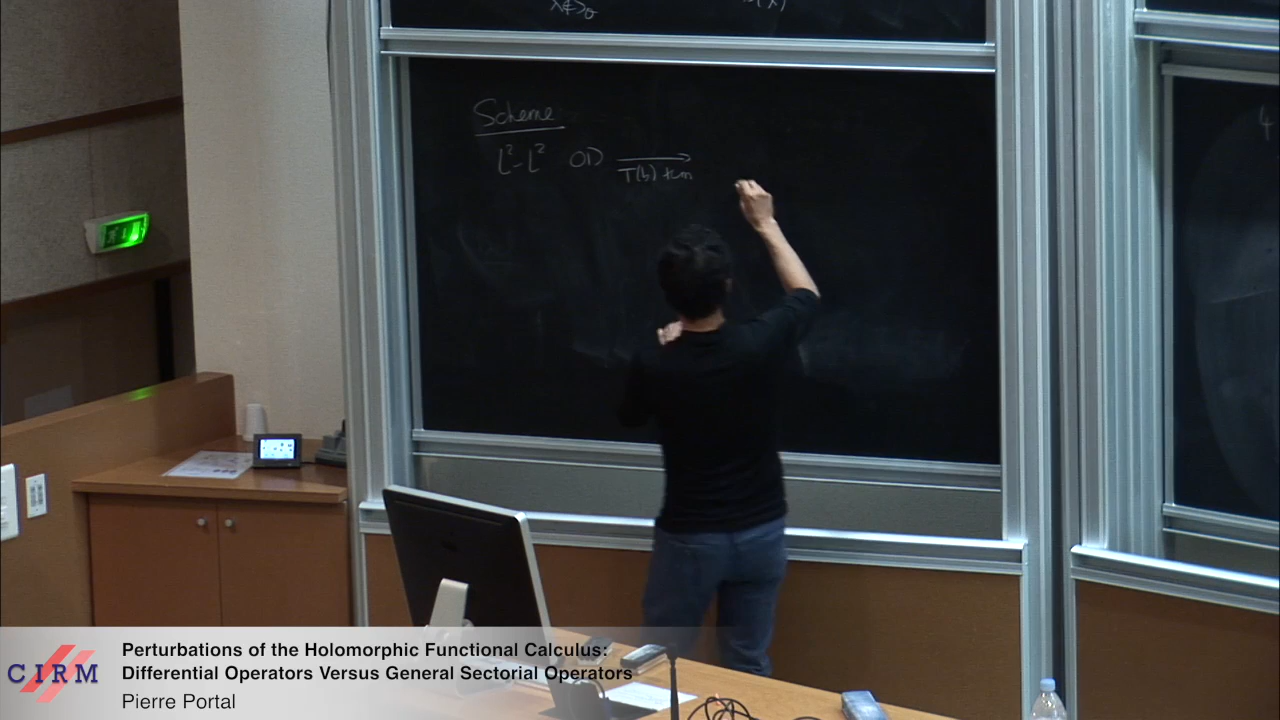 Scheme
L²-L² OD → T(b) thm
CIRM
Perturbations of the Holomorphic Functional Calculus:
Differential Operators Versus General Sectorial Operators
Pierre Portal